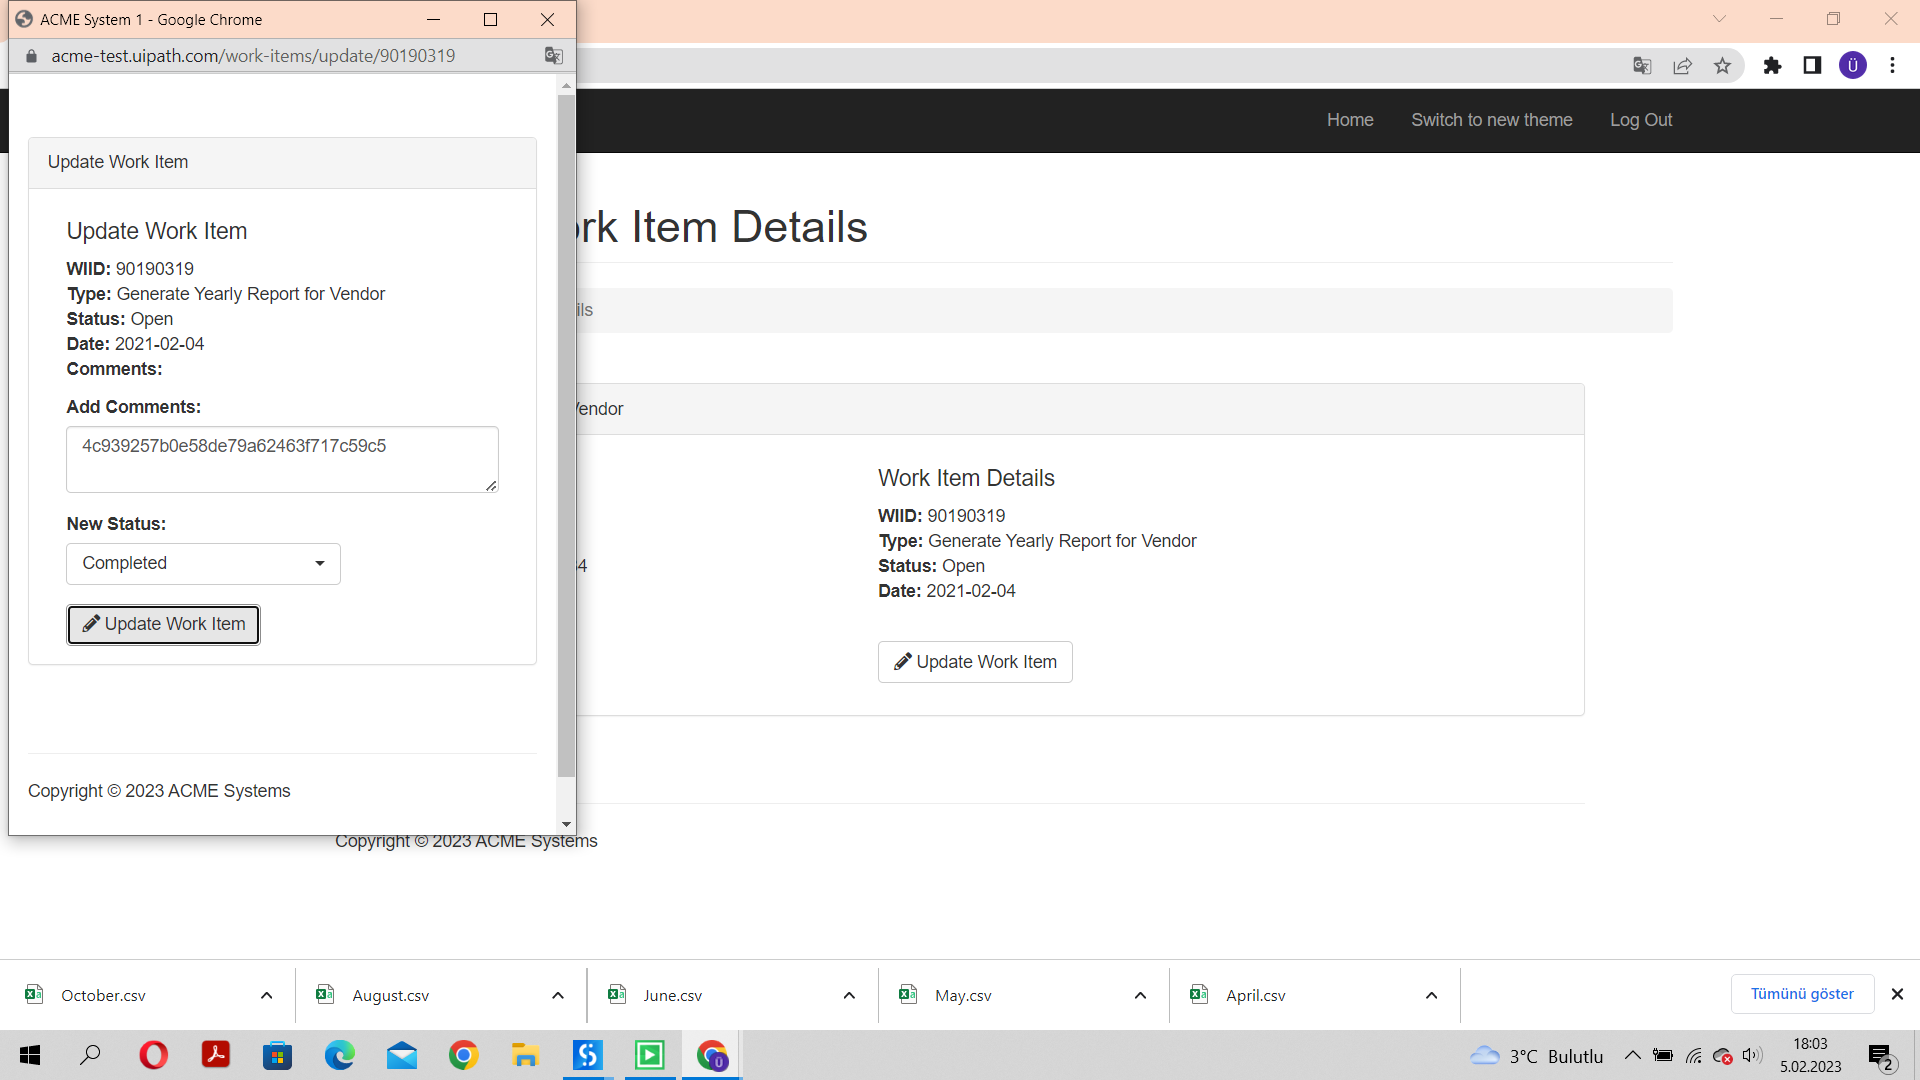 ACME System 1 - Google Chrome
acme-test.uipath.com/work-items/update/90190319
Ü
Home Switch to new theme Log Out
Update Work Item
Update Work Item
WIID: 90190319
Type: Generate Yearly Report for Vendor
Status: Open
Date: 2021-02-04
Comments:
Add Comments:
4c939257b0e58de79a62463f717c59c5
New Status:
Completed
Update Work Item
Copyright © 2023 ACME Systems
rk Item Details
ils
Vendor
4
Work Item Details
WIID: 90190319
Type: Generate Yearly Report for Vendor
Status: Open
Date: 2021-02-04
Update Work Item
Copyright © 2023 ACME Systems
October.csv August.csv June.csv May.csv April.csv Tümünü göster
3°C Bulutlu
18:03
5.02.2023
2